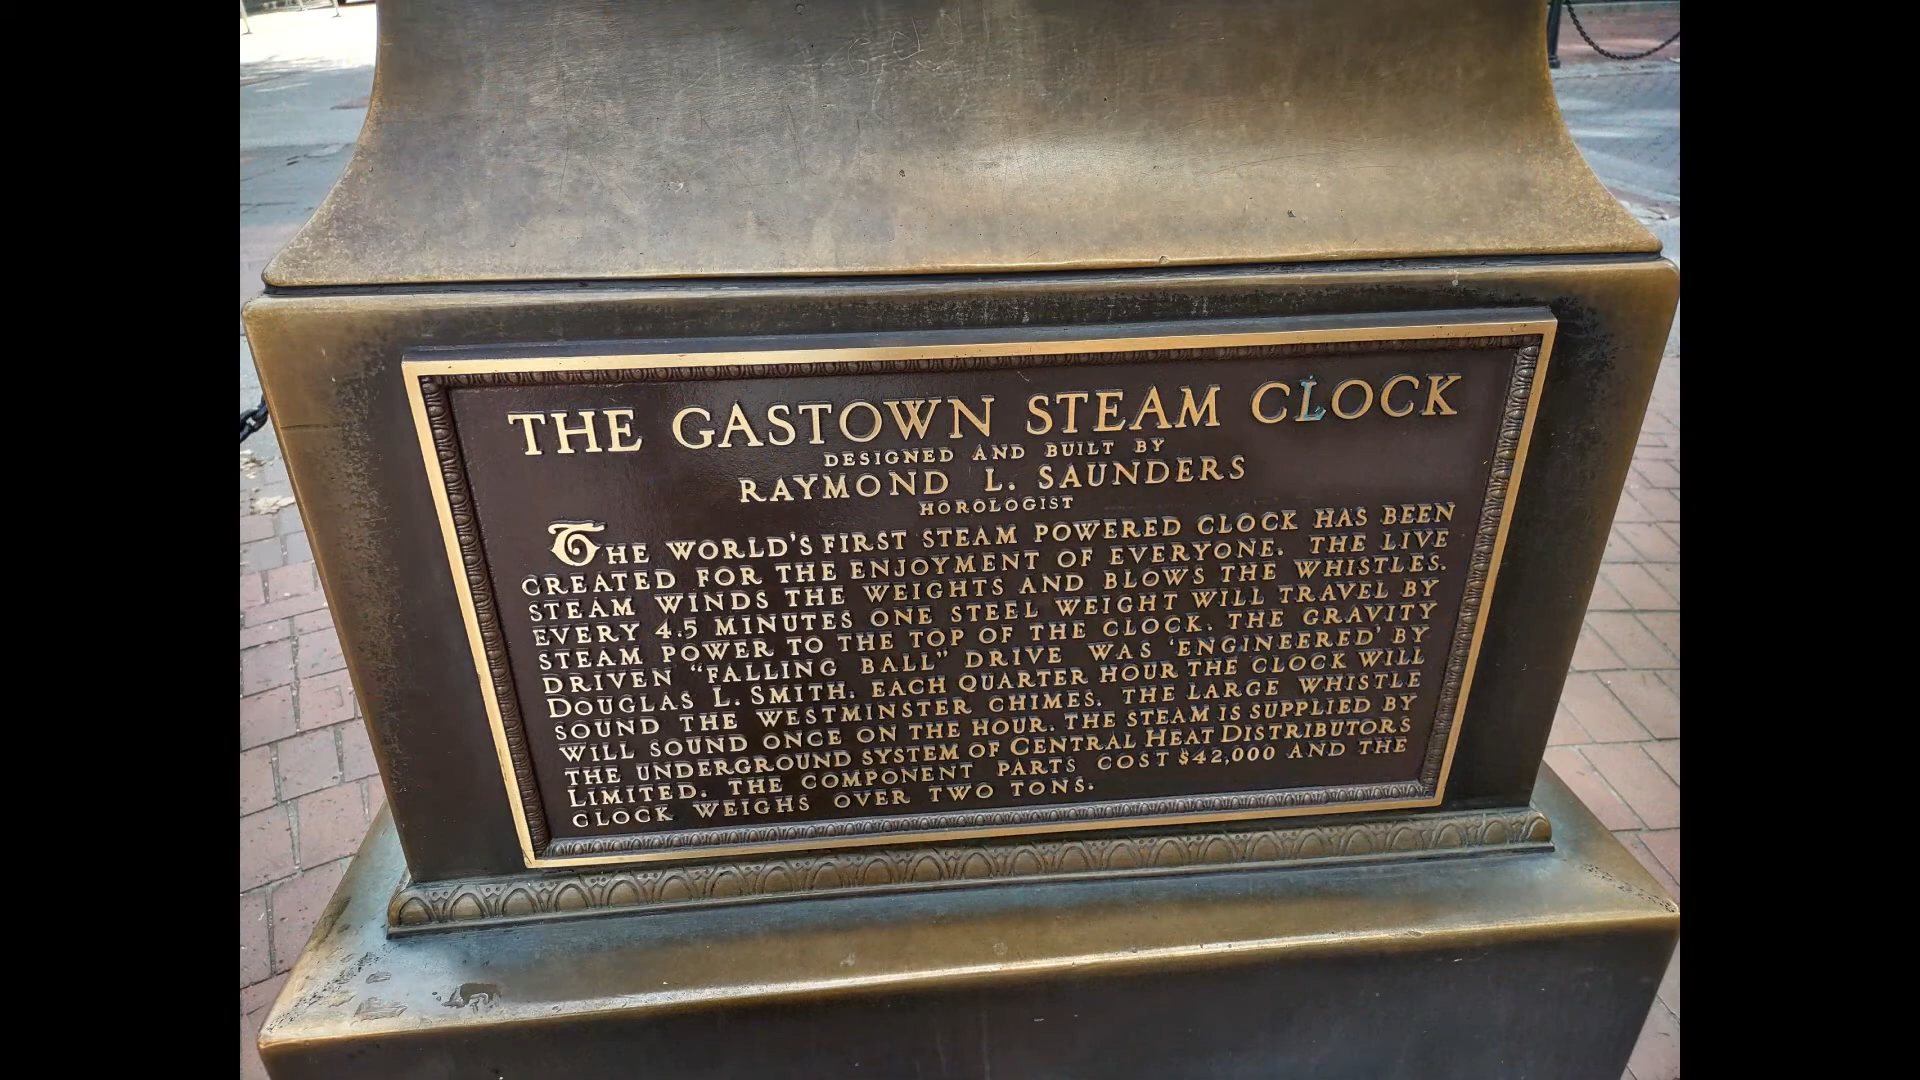 THE GASTOWN STEAM CLOCK
DESIGNED AND BUILT BY
RAYMOND L. SAUNDERS
HOROLOGIST
THE WORLD'S FIRST STEAM POWERED CLOCK HAS BEEN
CREATED FOR THE ENJOYMENT OF EVERYONE. THE LIVE
STEAM WINDS THE WEIGHTS AND BLOWS THE WHISTLES.
EVERY 4.5 MINUTES ONE STEEL WEIGHT WILL TRAVEL BY
STEAM POWER TO THE TOP OF THE CLOCK. THE GRAVITY
DRIVEN "FALLING BALL" DRIVE WAS 'ENGINEERED' BY
DOUGLAS L. SMITH. EACH QUARTER HOUR THE CLOCK WILL
SOUND THE WESTMINSTER CHIMES. THE LARGE WHISTLE
WILL SOUND ONCE ON THE HOUR. THE STEAM IS SUPPLIED BY
THE UNDERGROUND SYSTEM OF CENTRAL HEAT DISTRIBUTORS
LIMITED. THE COMPONENT PARTS COST $42,000 AND THE
CLOCK WEIGHS OVER TWO TONS.